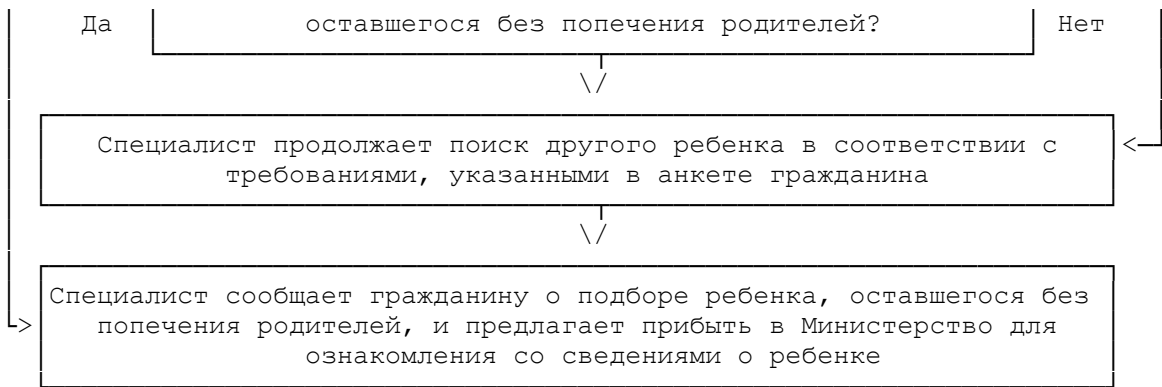 Да оставшегося без попечения родителей? Нет
\/
Специалист продолжает поиск другого ребенка в соответствии с <
требованиями, указанными в анкете гражданина
\/
Специалист сообщает гражданину о подборе ребенка, оставшегося без
> попечения родителей, и предлагает прибыть в Министерство для
ознакомления со сведениями о ребенке